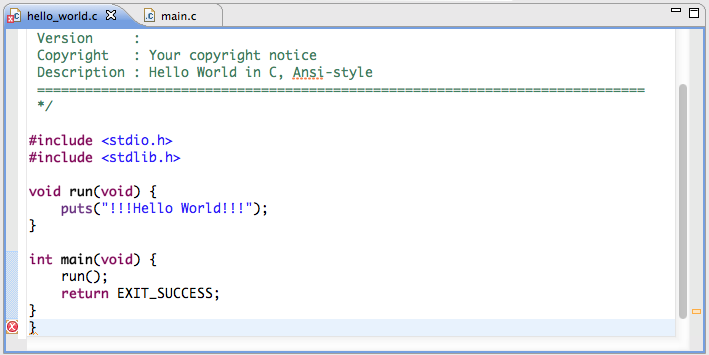 hello_world.c main.c
Version :
Copyright : Your copyright notice
Description : Hello World in C, Ansi-style
============================================================================
*/
#include <stdio.h>
#include <stdlib.h>
void run(void) {
puts("!!!Hello World!!!");
}
int main(void) {
run();
return EXIT_SUCCESS;
}
}